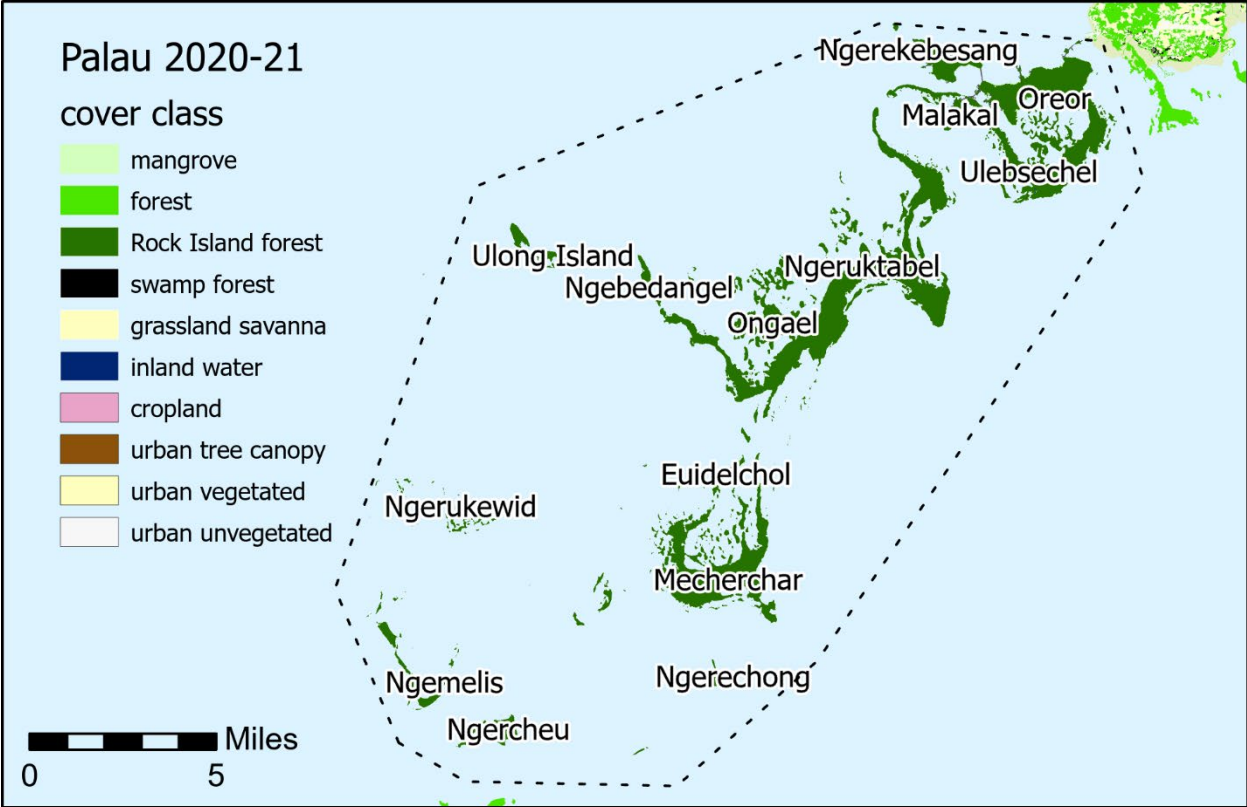 Palau 2020-21
cover class
mangrove
forest
Rock Island forest
swamp forest
grassland savanna
inland water
cropland
urban tree canopy
urban vegetated
urban unvegetated
Ngerekebesang
Oreor
Malakal
Ulebsechel
Ulong Island
Ngeruktabel
Ngebedangel
Ongael
Euidelchol
Ngerukewid
Mecherchar
Ngemelis
Ngerechong
Ngercheu
Miles
0 5